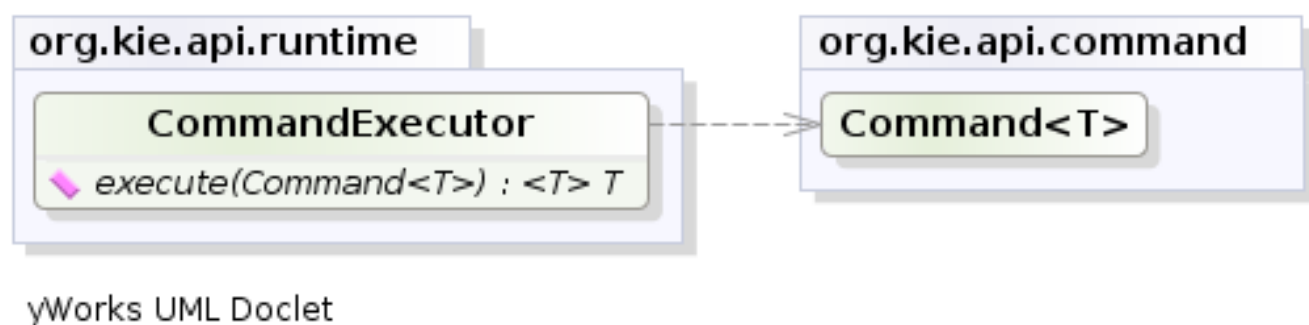 org.kie.api.runtime
org.kie.api.command
CommandExecutor
Command<T>
execute(Command<T>) : <T> T
yWorks UML Doclet